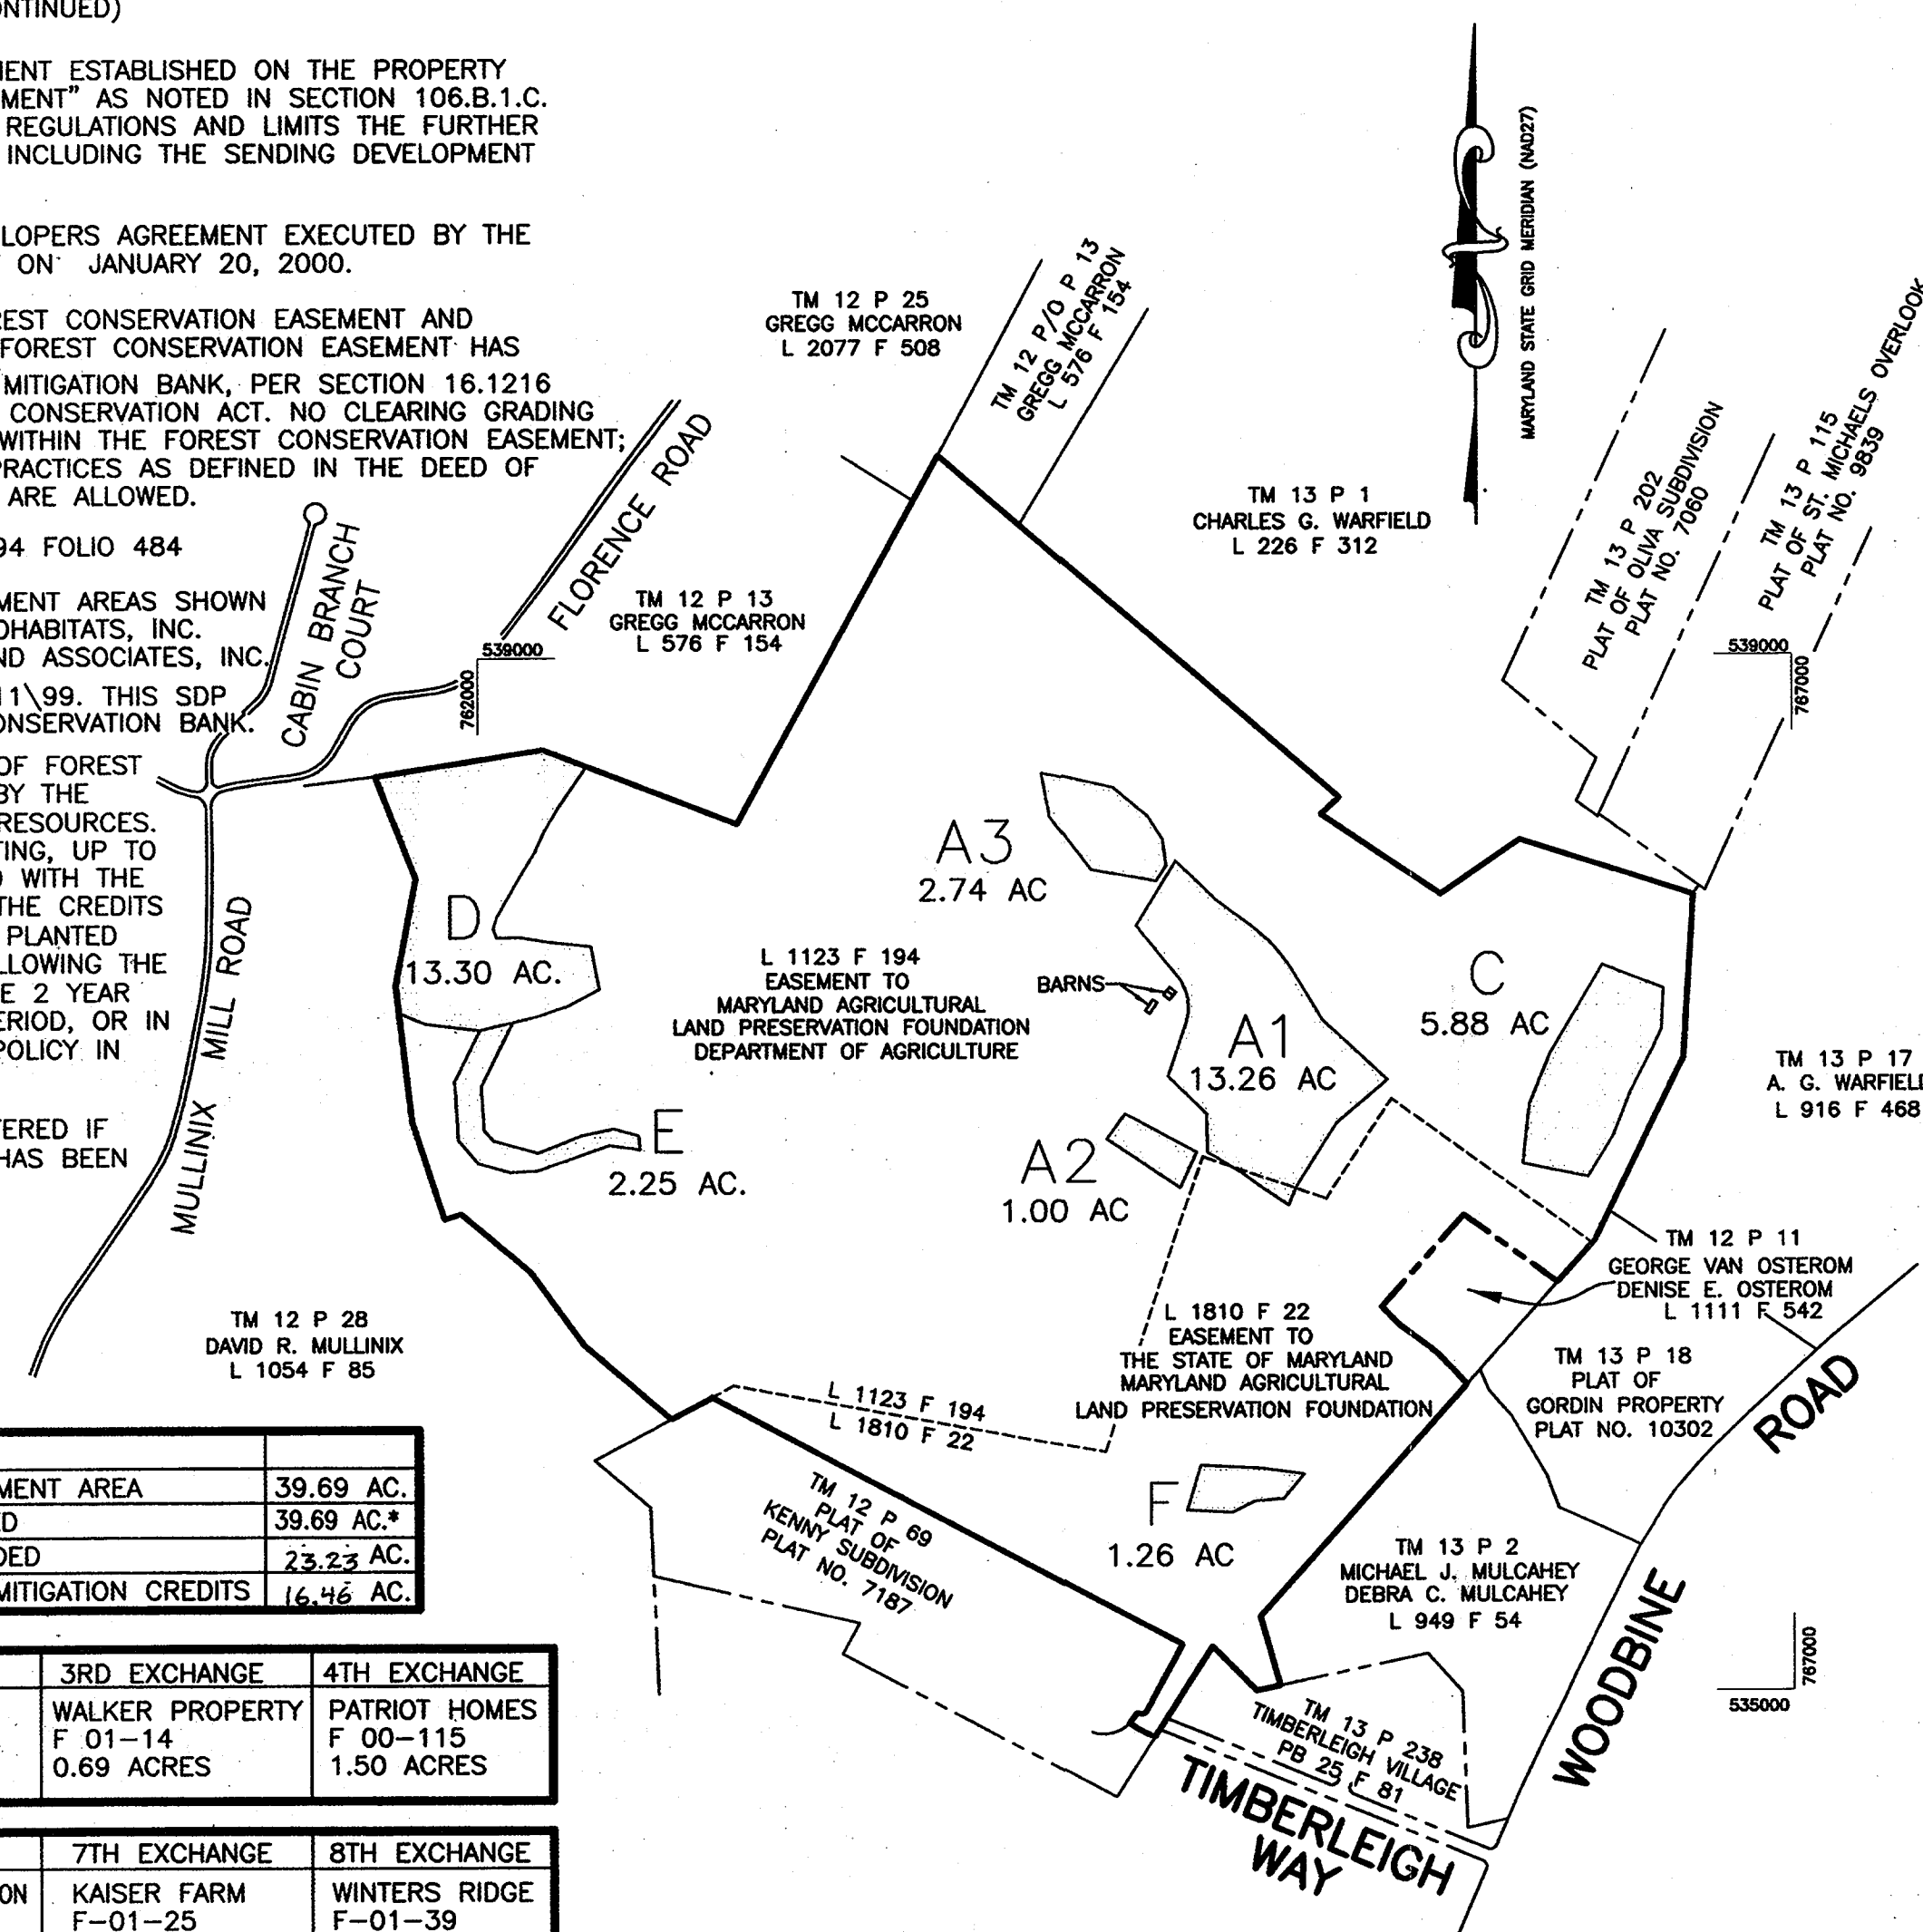 ONTINUED)
MENT ESTABLISHED ON THE PROPERTY
MENT" AS NOTED IN SECTION 106.B.1.C.
REGULATIONS AND LIMITS THE FURTHER
INCLUDING THE SENDING DEVELOPMENT
LOPERS AGREEMENT EXECUTED BY THE
ON JANUARY 20, 2000.
REST CONSERVATION EASEMENT AND
FOREST CONSERVATION EASEMENT HAS
MITIGATION BANK, PER SECTION 16.1216
CONSERVATION ACT. NO CLEARING GRADING
WITHIN THE FOREST CONSERVATION EASEMENT;
PRACTICES AS DEFINED IN THE DEED OF
ARE ALLOWED.
94 FOLIO 484
MENT AREAS SHOWN
OHABITATS, INC.
ND ASSOCIATES, INC.
11\99. THIS SDP
ONSERVATION BANK.
OF FOREST
BY THE
RESOURCES.
TING, UP TO
D WITH THE
THE CREDITS
PLANTED
LLOWING THE
E 2 YEAR
ERIOD, OR IN
POLICY IN
FERED IF
HAS BEEN
MARYLAND STATE GRID MERIDIAN (NAD27)
TM 12 P 25
GREGG MCCARRON
L 2077 F 508
TM 12 P/O P 13
GREGG MCCARRON
L 576 F 154
TM 13 P 1
CHARLES G. WARFIELD
L 226 F 312
TM 13 P 202
PLAT OF OLIVA SUBDIVISION
PLAT NO. 7060
TM 13 P 115
PLAT OF ST. MICHAELS OVERLOOK
PLAT NO. 9839
CABIN BRANCH
COURT
FLORENCE ROAD
TM 12 P 13
GREGG MCCARRON
L 576 F 154
539000
762000
539000
767000
MULLINIX MILL ROAD
A3
2.74 AC
D
13.30 AC.
L 1123 F 194
EASEMENT TO
MARYLAND AGRICULTURAL
LAND PRESERVATION FOUNDATION
DEPARTMENT OF AGRICULTURE
BARNS
A1
13.26 AC
C
5.88 AC
TM 13 P 17
A. G. WARFIELD
L 916 F 468
E
2.25 AC.
A2
1.00 AC
TM 12 P 11
GEORGE VAN OSTEROM
DENISE E. OSTEROM
L 1111 F 542
TM 12 P 28
DAVID R. MULLINIX
L 1054 F 85
L 1810 F 22
EASEMENT TO
THE STATE OF MARYLAND
MARYLAND AGRICULTURAL
LAND PRESERVATION FOUNDATION
TM 13 P 18
PLAT OF
GORDIN PROPERTY
PLAT NO. 10302
L 1123 F 194
L 1810 F 22
TM 12 P 69
PLAT OF
KENNY SUBDIVISION
PLAT NO. 7187
F
1.26 AC
TM 13 P 2
MICHAEL J. MULCAHEY
DEBRA C. MULCAHEY
L 949 F 54
WOODBINE ROAD
767000
535000
TM 13 P 238
TIMBERLEIGH VILLAGE
PB 25 F 81
TIMBERLEIGH
WAY
MENT AREA 39.69 AC.
ED 39.69 AC.*
DED 23.23 AC.
MITIGATION CREDITS 16.46 AC.
3RD EXCHANGE 4TH EXCHANGE
WALKER PROPERTY PATRIOT HOMES
F 01-14 F 00-115
0.69 ACRES 1.50 ACRES
7TH EXCHANGE 8TH EXCHANGE
ON KAISER FARM WINTERS RIDGE
F-01-25 F-01-39